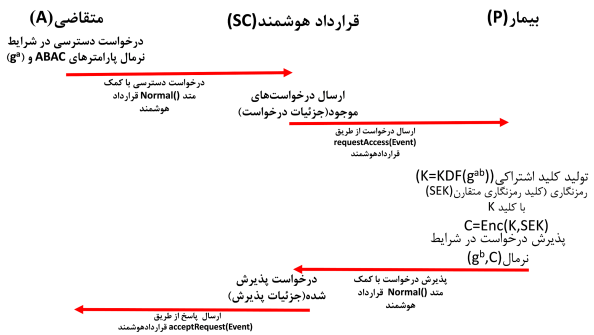 متقاضی(A)
قرارداد هوشمند(SC)
بیمار(P)
درخواست دسترسی در شرایط
نرمال پارامترهای ABAC و (gᵃ)
درخواست دسترسی با کمک
متد Normal() قرارداد
هوشمند
ارسال درخواست‌های
موجود(جزئیات درخواست)
ارسال درخواست از طریق
requestAccess(Event)
قراردادهوشمند
تولید کلید اشتراکی(K=KDF(gᵃᵇ))
رمزنگاری (کلید رمزنگاری متقارن(SEK)
با کلید K
C=Enc(K,SEK)
پذیرش درخواست در شرایط
نرمال(gᵇ,C)
پذیرش درخواست با کمک
متد Normal() قرارداد
هوشمند
درخواست پذیرش
شده(جزئیات پذیرش)
ارسال پاسخ از طریق
acceptRequest(Event) قراردادهوشمند